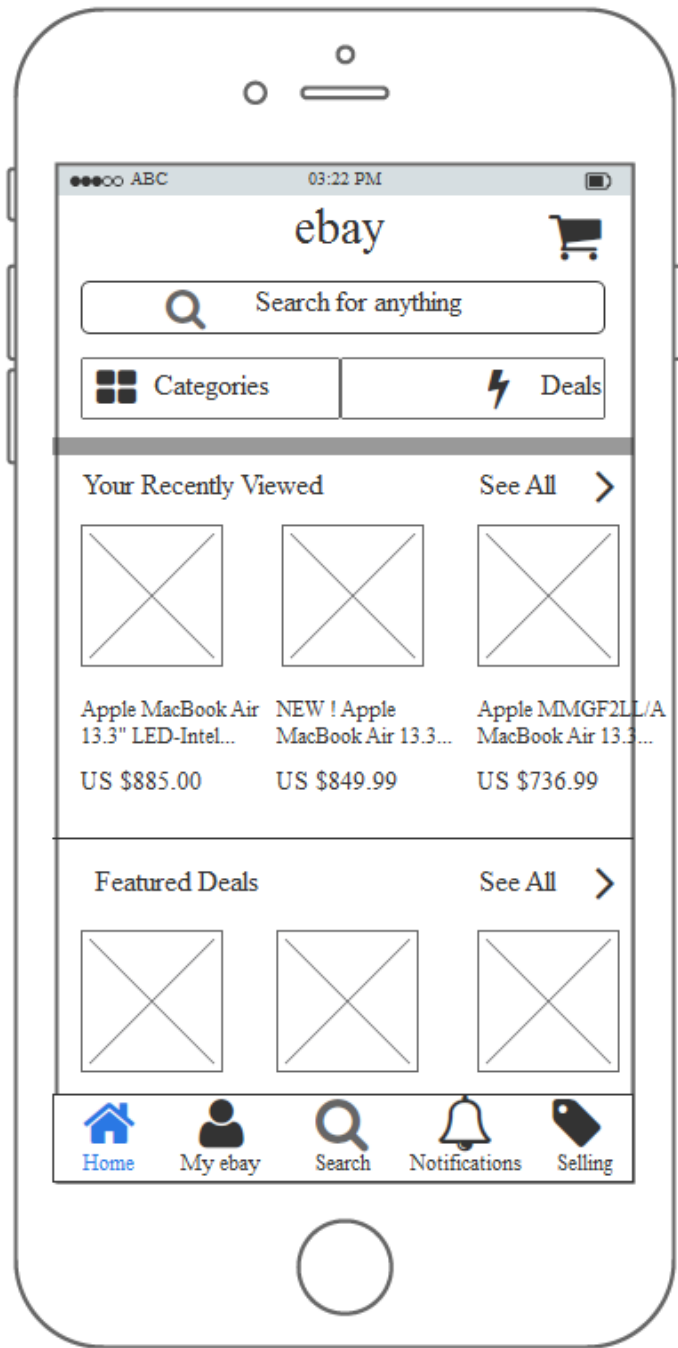 ABC 03:22 PM
ebay
Search for anything
Categories Deals
Your Recently Viewed See All
Apple MacBook Air NEW ! Apple Apple MMGF2LL/A
13.3" LED-Intel... MacBook Air 13.3... MacBook Air 13.3...
US $885.00 US $849.99 US $736.99
Featured Deals See All
Home My ebay Search Notifications Selling